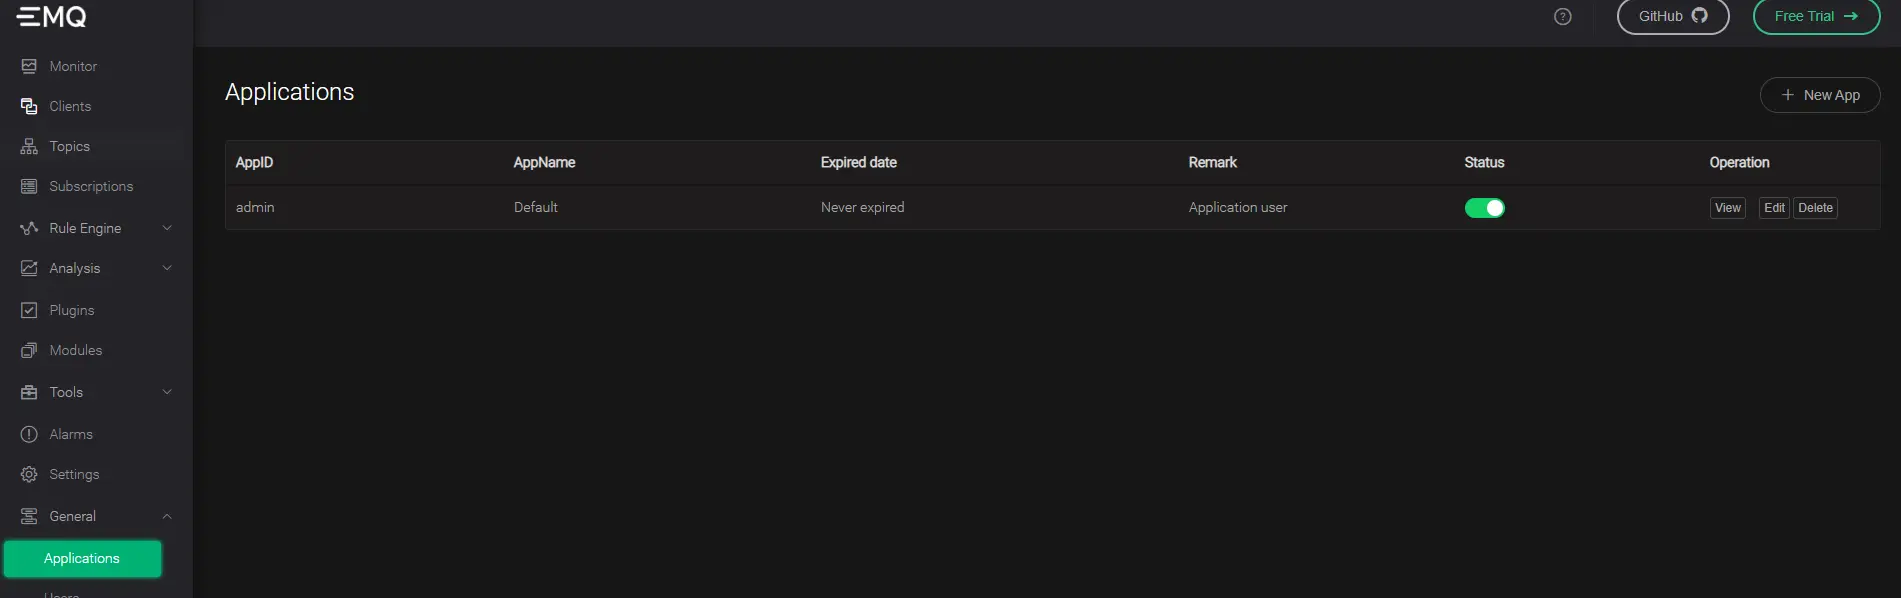 EMQ
GitHub
Free Trial
Monitor
Clients
Topics
Subscriptions
Rule Engine
Analysis
Plugins
Modules
Tools
Alarms
Settings
General
Applications
Users
Applications
+ New App
AppID AppName Expired date Remark Status Operation
admin Default Never expired Application user View Edit Delete